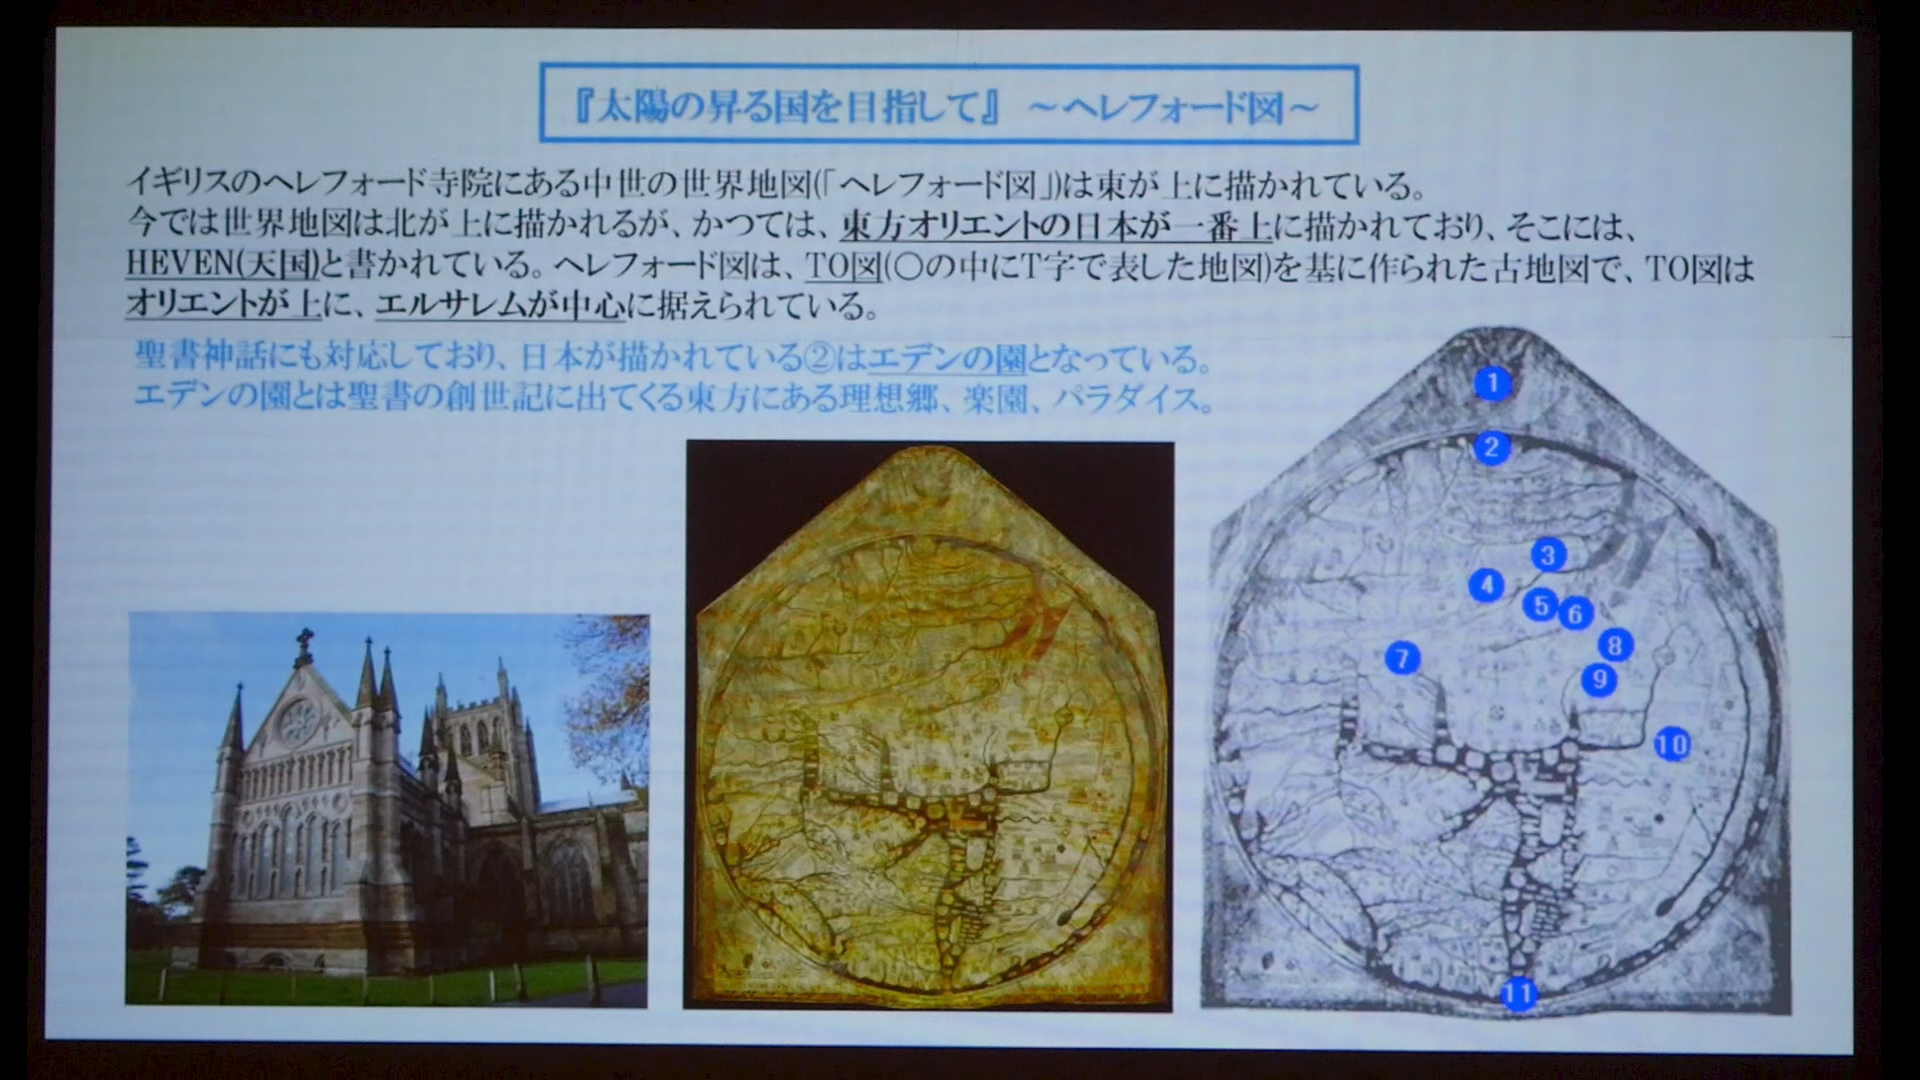 『太陽の昇る国を目指して』 ～ヘレフォード図～
イギリスのヘレフォード寺院にある中世の世界地図(「ヘレフォード図」)は東が上に描かれている。
今では世界地図は北が上に描かれるが、かつては、東方オリエントの日本が一番上に描かれており、そこには、
HEVEN(天国)と書かれている。ヘレフォード図は、TO図(〇の中にT字で表した地図)を基に作られた古地図で、TO図は
オリエントが上に、エルサレムが中心に据えられている。
聖書神話にも対応しており、日本が描かれている②はエデンの園となっている。
エデンの園とは聖書の創世記に出てくる東方にある理想郷、楽園、パラダイス。
1
2
3
4
5
6
7
8
9
10
11